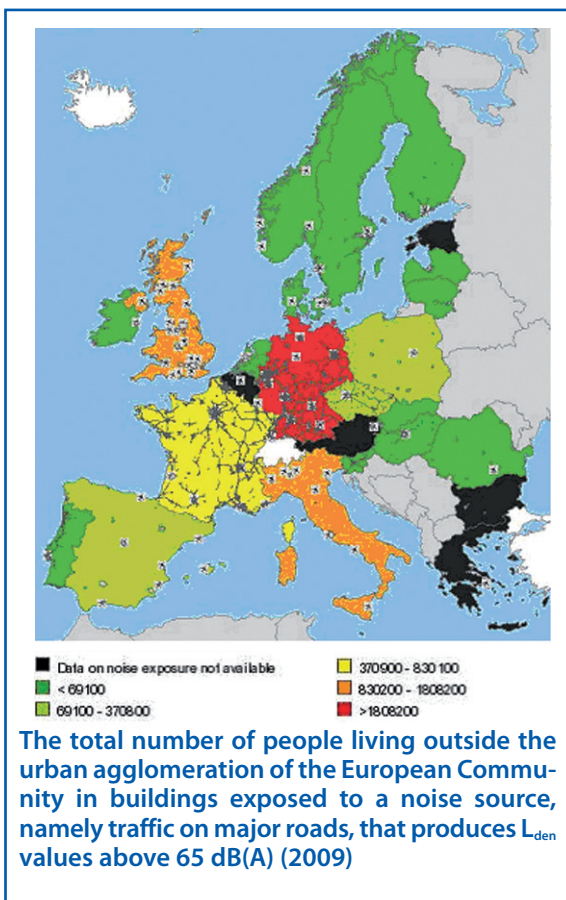 Data on noise exposure not available
< 69100
69100 - 370800
370900 - 830100
830200 - 1808200
>1808200
The total number of people living outside the
urban agglomeration of the European Commu-
nity in buildings exposed to a noise source,
namely traffic on major roads, that produces Lden
values above 65 dB(A) (2009)